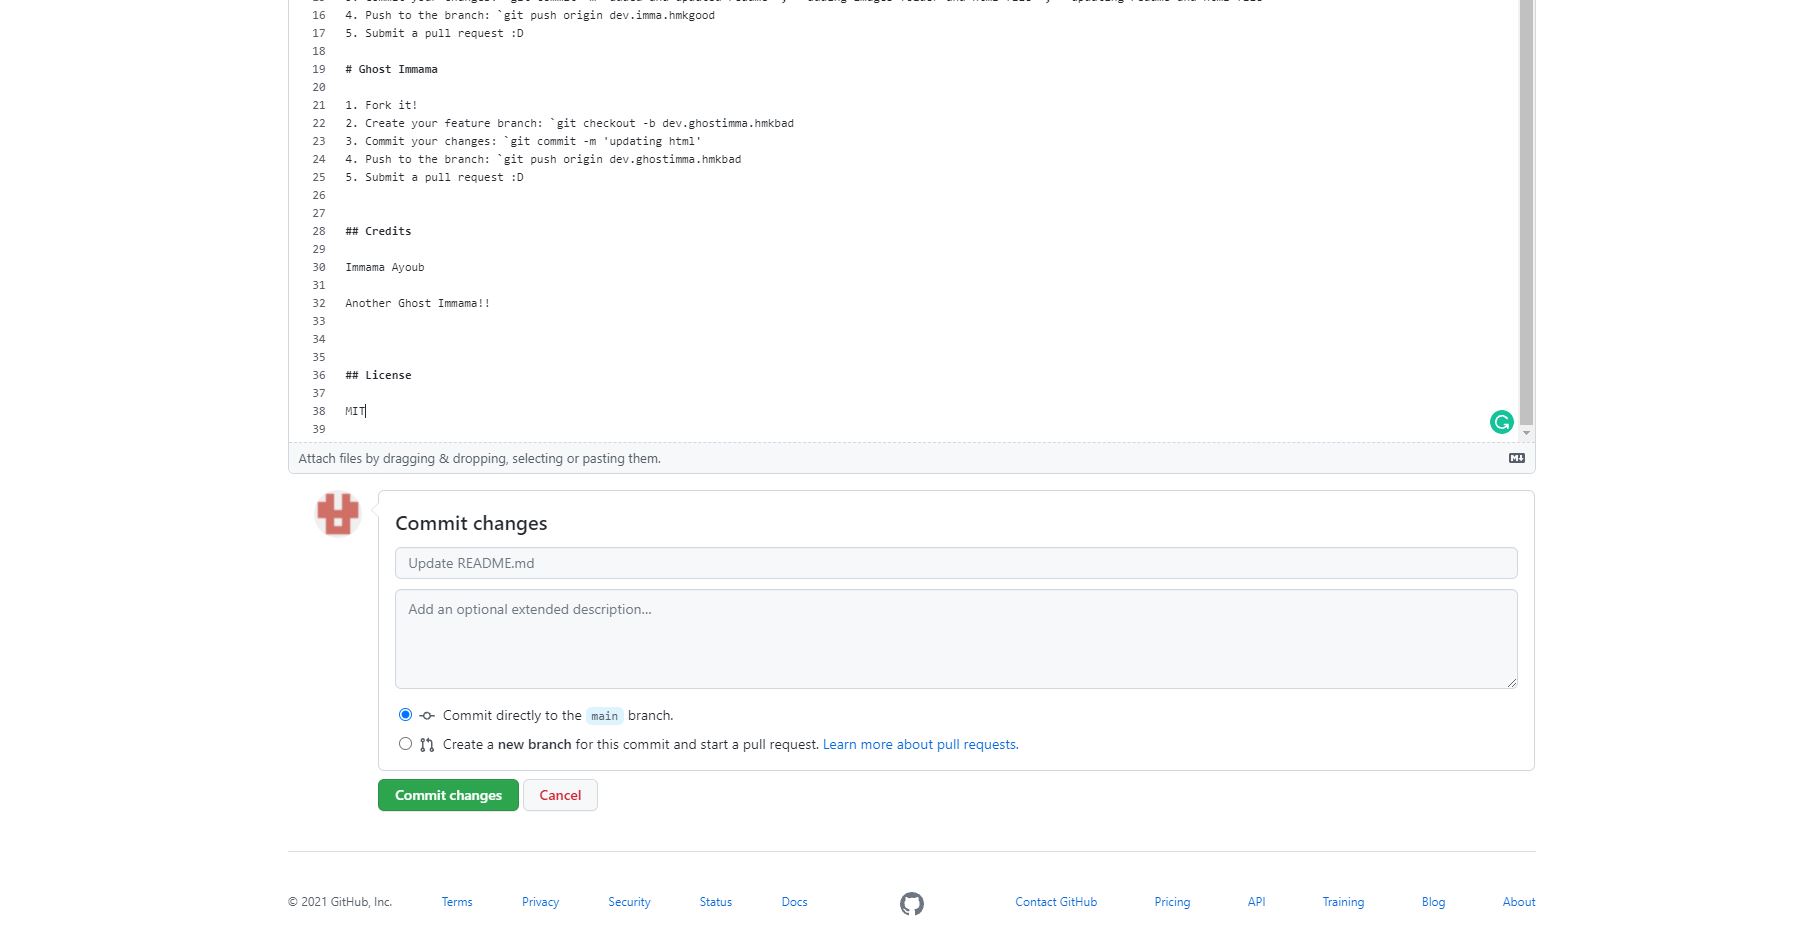 16 4. Push to the branch: `git push origin dev.imma.hmkgood
17 5. Submit a pull request :D
18
19 # Ghost Immama
20
21 1. Fork it!
22 2. Create your feature branch: `git checkout -b dev.ghostimma.hmkbad
23 3. Commit your changes: `git commit -m 'updating html'
24 4. Push to the branch: `git push origin dev.ghostimma.hmkbad
25 5. Submit a pull request :D
26
27
28 ## Credits
29
30 Immama Ayoub
31
32 Another Ghost Immama!!
33
34
35
36 ## License
37
38 MIT
39
Attach files by dragging & dropping, selecting or pasting them.
Commit changes
Update README.md
Add an optional extended description...
Commit directly to the main branch.
Create a new branch for this commit and start a pull request. Learn more about pull requests.
Commit changes Cancel
© 2021 GitHub, Inc. Terms Privacy Security Status Docs Contact GitHub Pricing API Training Blog About